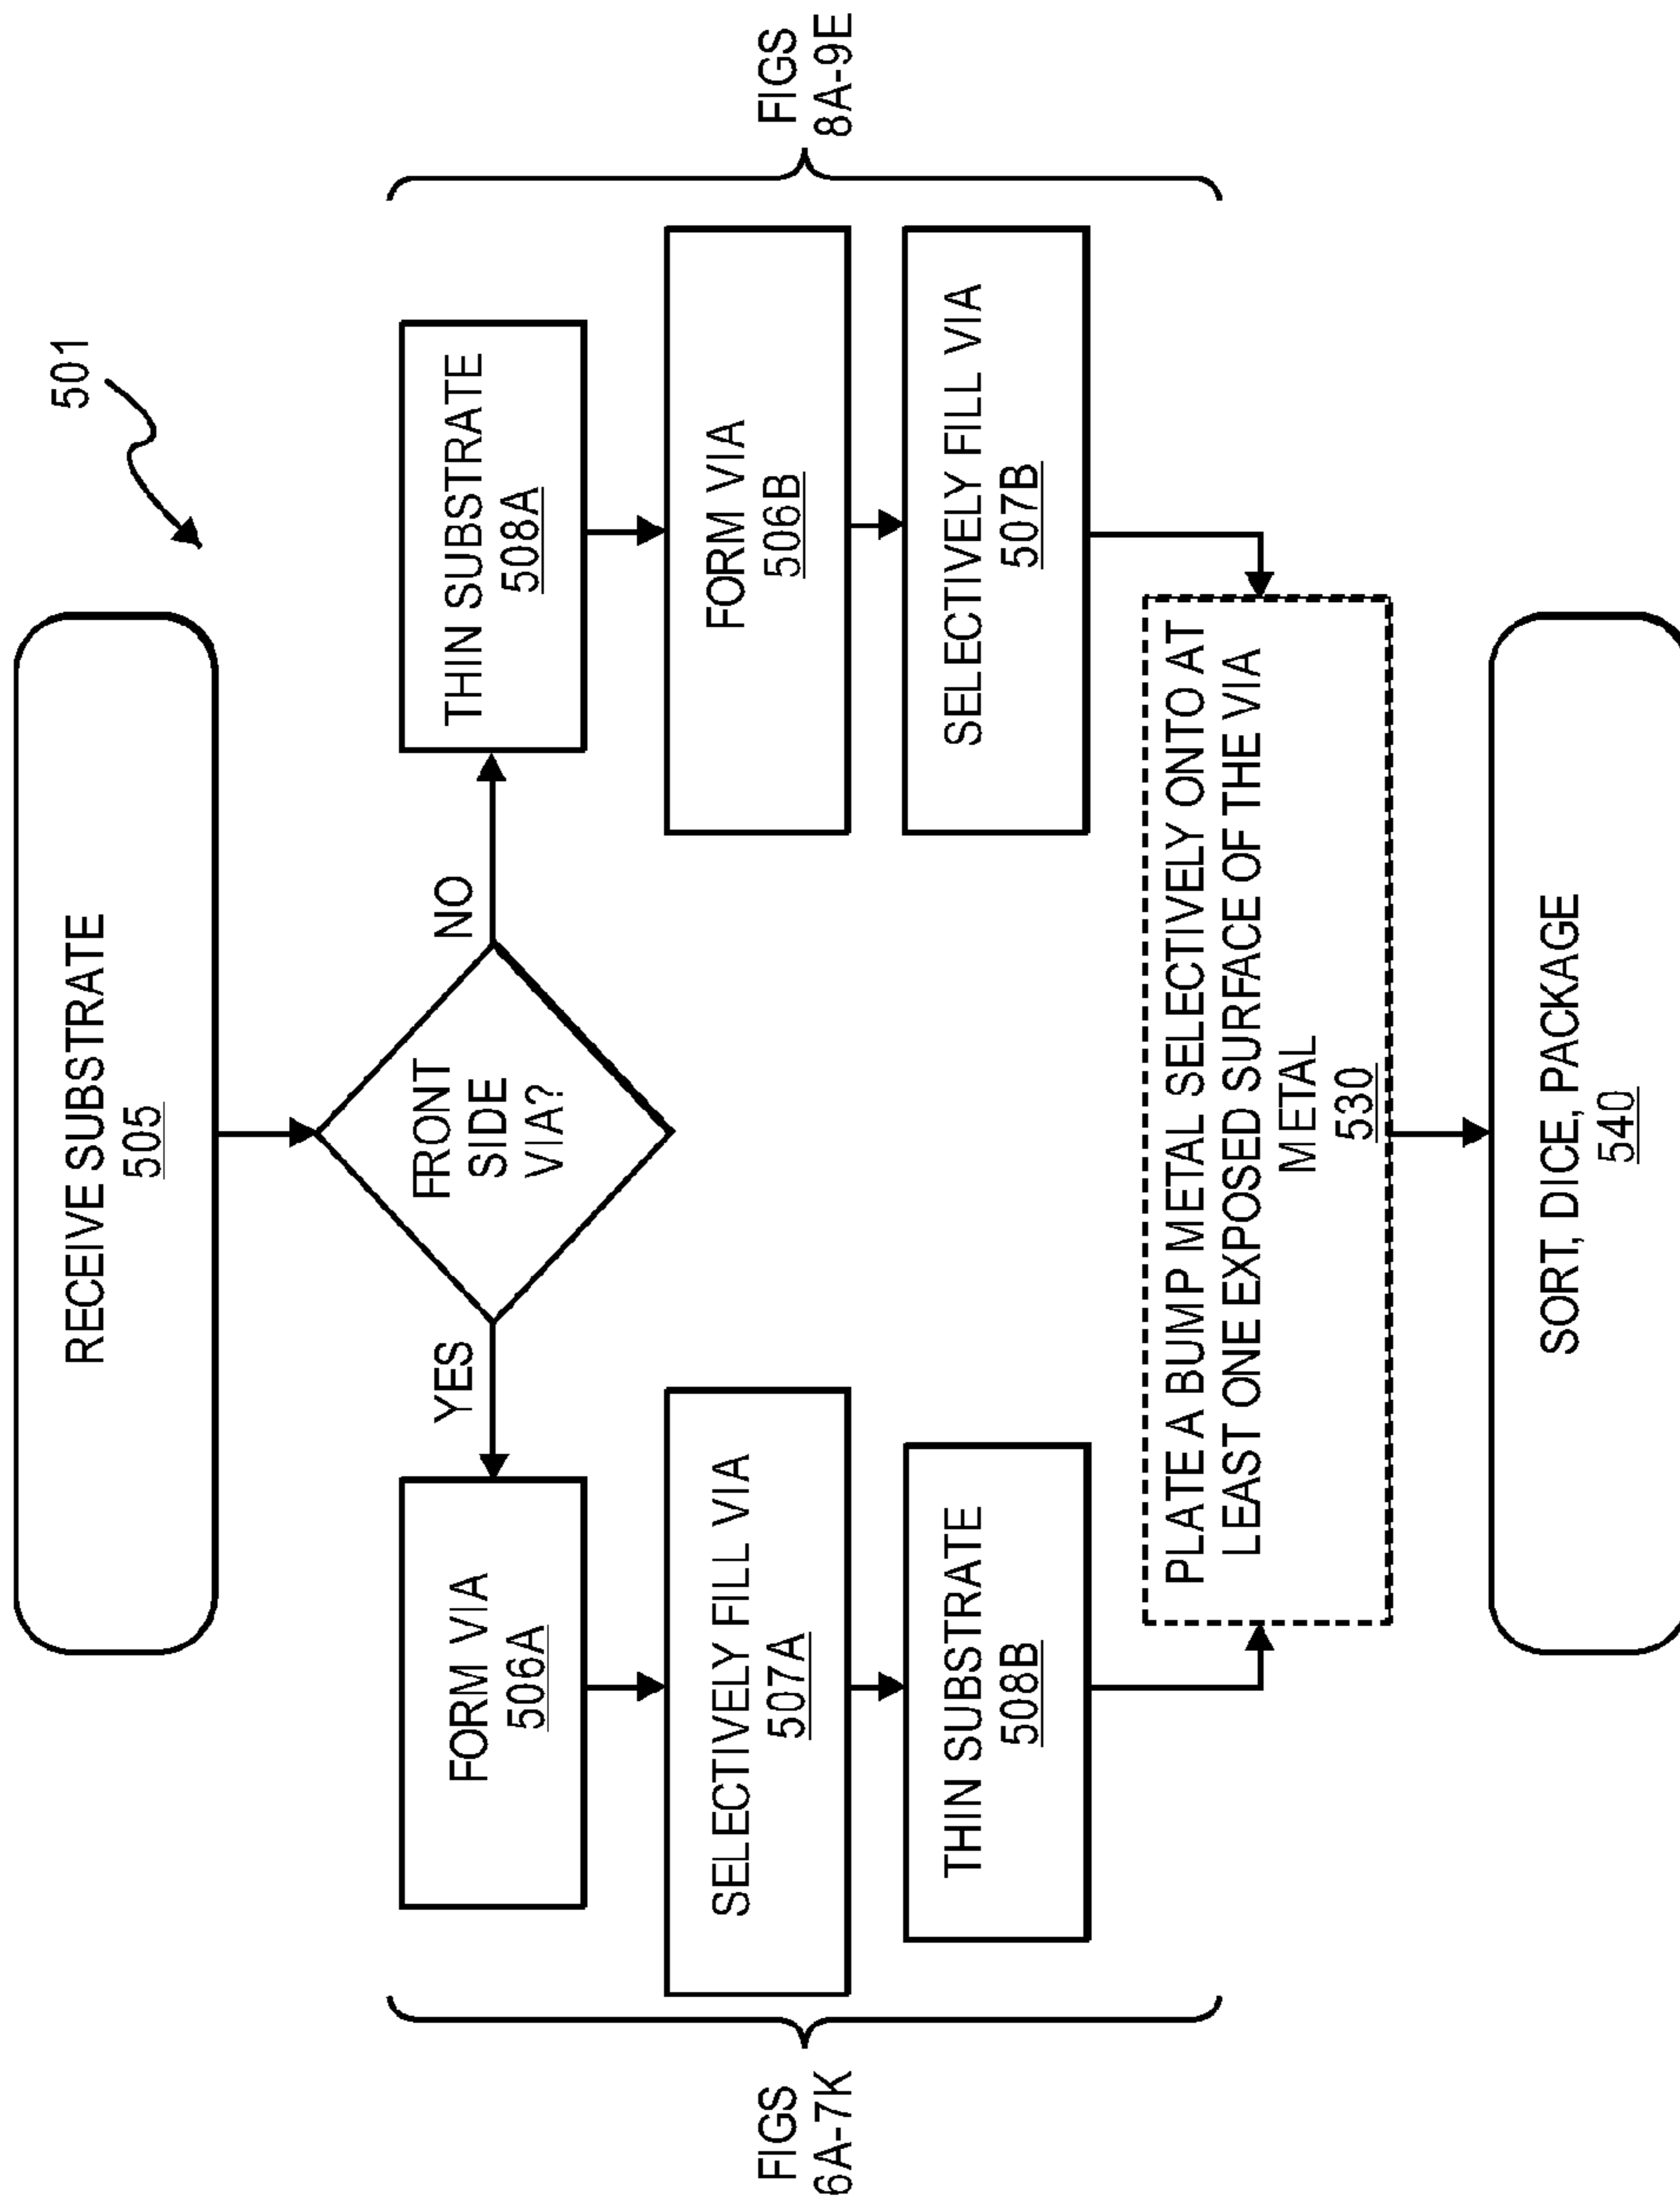 501
RECEIVE SUBSTRATE
505
FRONT
SIDE
VIA?
YES
NO
FORM VIA
506A
SELECTIVELY FILL VIA
507A
THIN SUBSTRATE
508B
FIGS
6A-7K
THIN SUBSTRATE
508A
FORM VIA
506B
SELECTIVELY FILL VIA
507B
FIGS
8A-9E
PLATE A BUMP METAL SELECTIVELY ONTO AT
LEAST ONE EXPOSED SURFACE OF THE VIA
METAL
530
SORT, DICE, PACKAGE
540